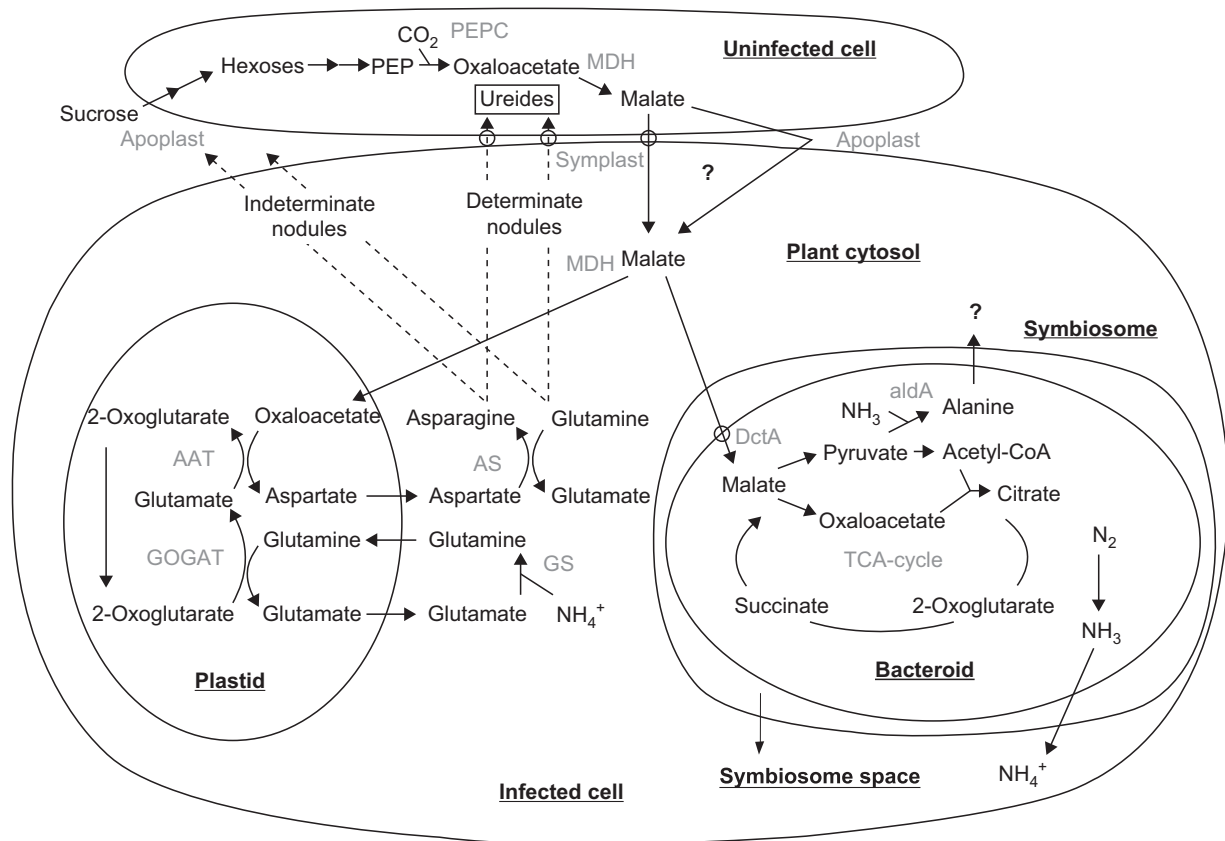 CO2 PEPC
Uninfected cell
Hexoses PEP Oxaloacetate MDH
Ureides
Malate
Sucrose
Apoplast
Apoplast
Symplast
?
Indeterminate
nodules
Determinate
nodules
MDH Malate
Plant cytosol
?
Symbiosome
aldA
2-Oxoglutarate Oxaloacetate Asparagine Glutamine
NH3 Alanine
DctA
AAT AS
Pyruvate Acetyl-CoA
Malate
Glutamate Aspartate Aspartate Glutamate
Citrate
Oxaloacetate
Glutamine Glutamine
N2
GOGAT GS
TCA-cycle
2-Oxoglutarate Glutamate Glutamate NH4+
Succinate 2-Oxoglutarate
NH3
Plastid
Bacteroid
Symbiosome space
NH4+
Infected cell